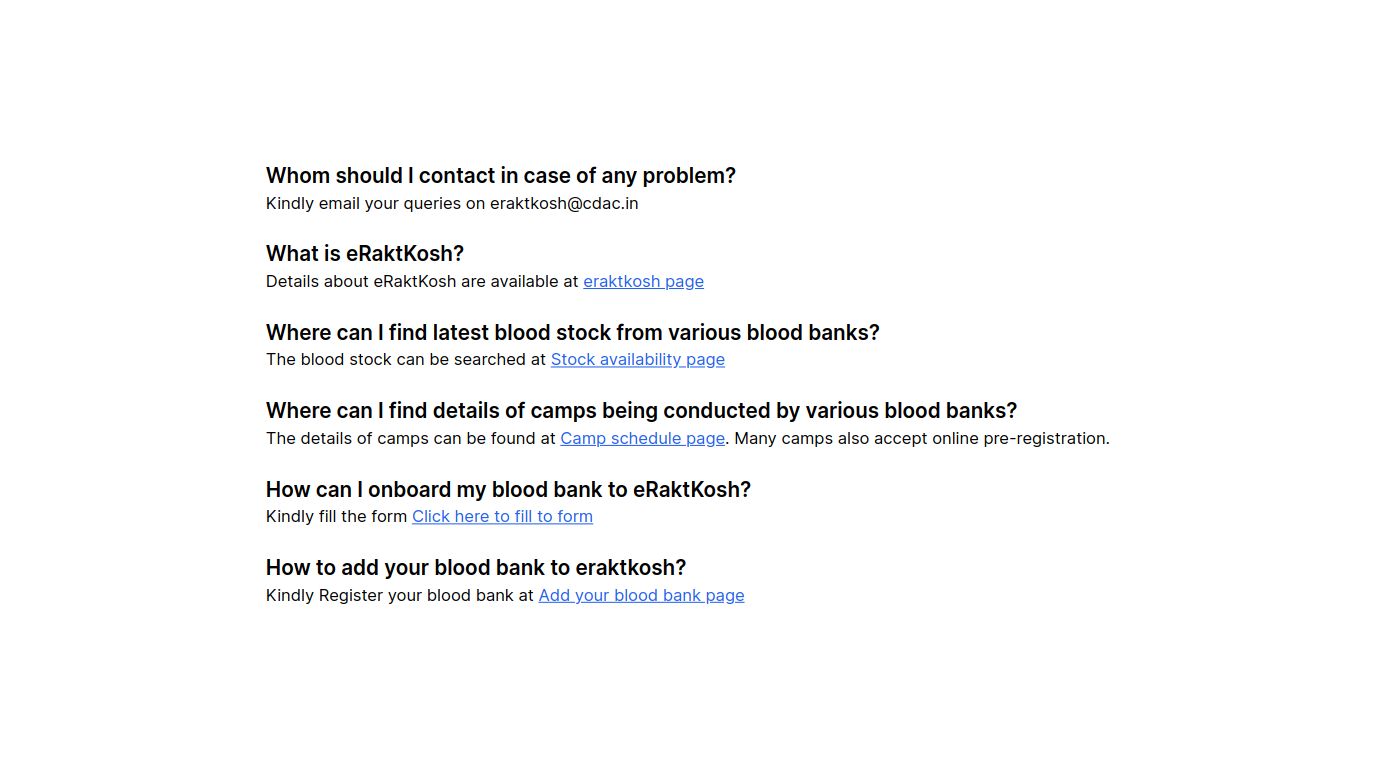 Whom should I contact in case of any problem?
Kindly email your queries on eraktkosh@cdac.in
What is eRaktKosh?
Details about eRaktKosh are available at eraktkosh page
Where can I find latest blood stock from various blood banks?
The blood stock can be searched at Stock availability page
Where can I find details of camps being conducted by various blood banks?
The details of camps can be found at Camp schedule page. Many camps also accept online pre-registration.
How can I onboard my blood bank to eRaktKosh?
Kindly fill the form Click here to fill to form
How to add your blood bank to eraktkosh?
Kindly Register your blood bank at Add your blood bank page